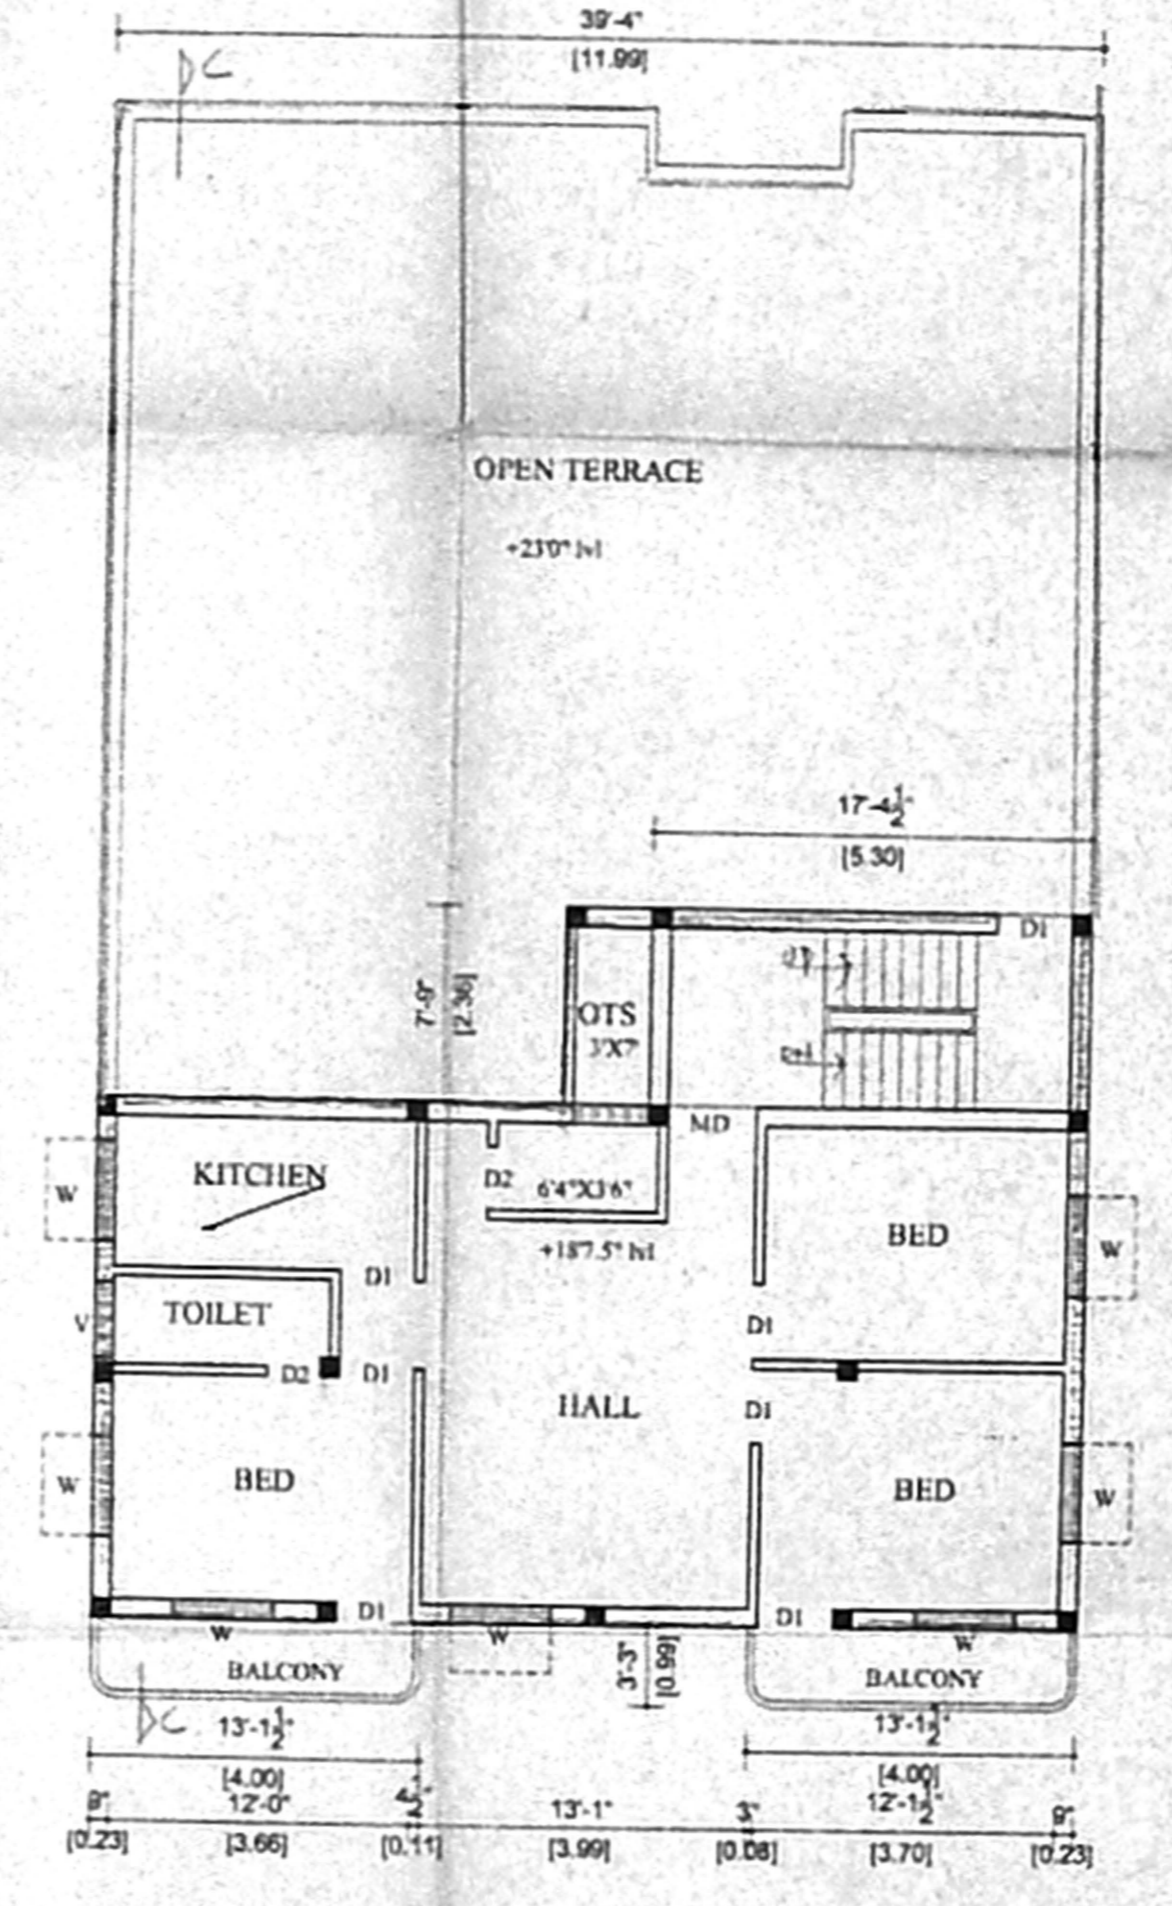 39'-4"
[11.99]
C
OPEN TERRACE
+23'0" lvl
17'-4½"
[5.30]
D1
7'-9"
[2.36]
OTS
3'X7'
MD
KITCHEN
W
D2
6'4"X3'6"
BED
W
+18'7.5" lvl
D1
TOILET
V
D1
D2
D1
HALL
D1
BED
W
BED
W
D1
W
W
D1
W
BALCONY
3'-3"
[0.99]
BALCONY
C
13'-1½"
[4.00]
13'-1½"
[4.00]
9"
12'-0"
4½"
13'-1"
3"
12'-1½"
9"
[0.23]
[3.66]
[0.11]
[3.99]
[0.08]
[3.70]
[0.23]